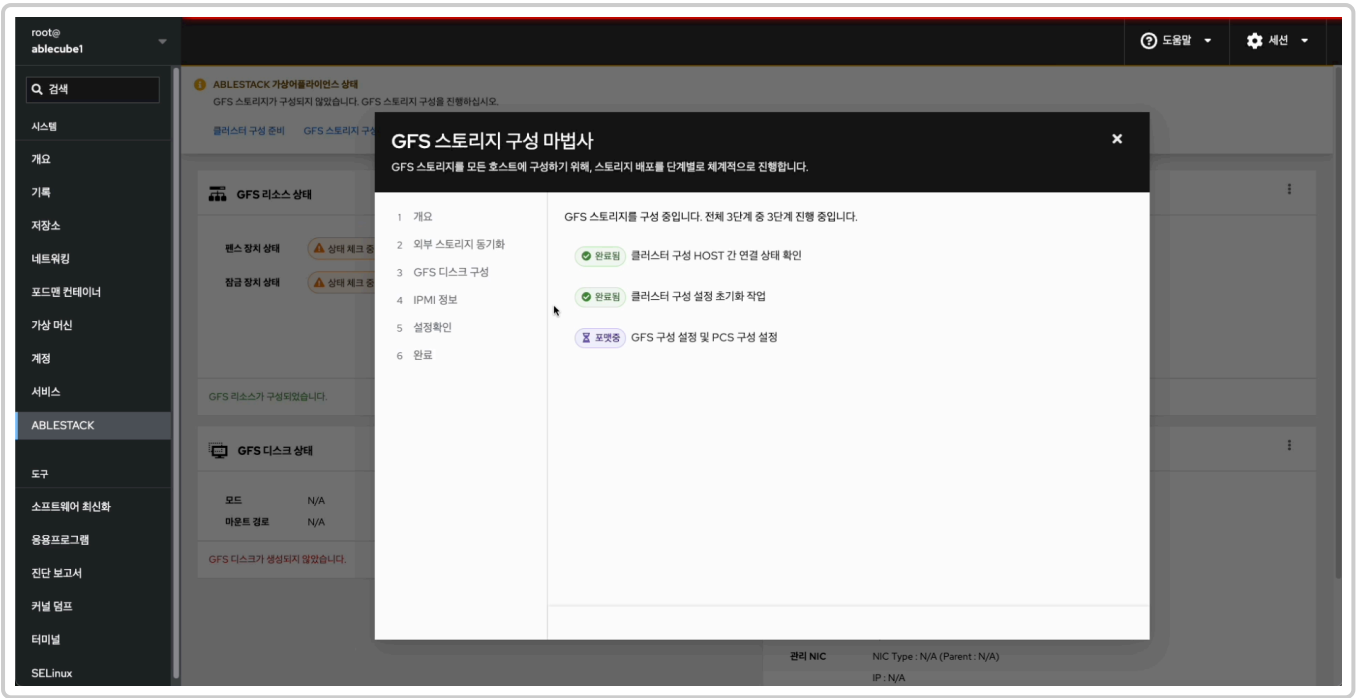 root@
ablecube1
도움말
세션
검색
시스템
개요
기록
저장소
네트워킹
포드맨 컨테이너
가상 머신
계정
서비스
ABLESTACK
도구
소프트웨어 최신화
응용프로그램
진단 보고서
커널 덤프
터미널
SELinux
ABLESTACK 가상어플라이언스 상태
GFS 스토리지가 구성되지 않았습니다. GFS 스토리지 구성을 진행하십시오.
클러스터 구성 준비 GFS 스토리지 구성
GFS 리소스 상태
펜스 장치 상태 상태 체크 중
잠금 장치 상태 상태 체크 중
GFS 리소스가 구성되었습니다.
GFS 디스크 상태
모드 N/A
마운트 경로 N/A
GFS 디스크가 생성되지 않았습니다.
GFS 스토리지 구성 마법사
GFS 스토리지를 모든 호스트에 구성하기 위해, 스토리지 배포를 단계별로 체계적으로 진행합니다.
1 개요
2 외부 스토리지 동기화
3 GFS 디스크 구성
4 IPMI 정보
5 설정확인
6 완료
GFS 스토리지를 구성 중입니다. 전체 3단계 중 3단계 진행 중입니다.
완료됨 클러스터 구성 HOST 간 연결 상태 확인
완료됨 클러스터 구성 설정 초기화 작업
포맷중 GFS 구성 설정 및 PCS 구성 설정
관리 NIC NIC Type : N/A (Parent : N/A)
IP : N/A